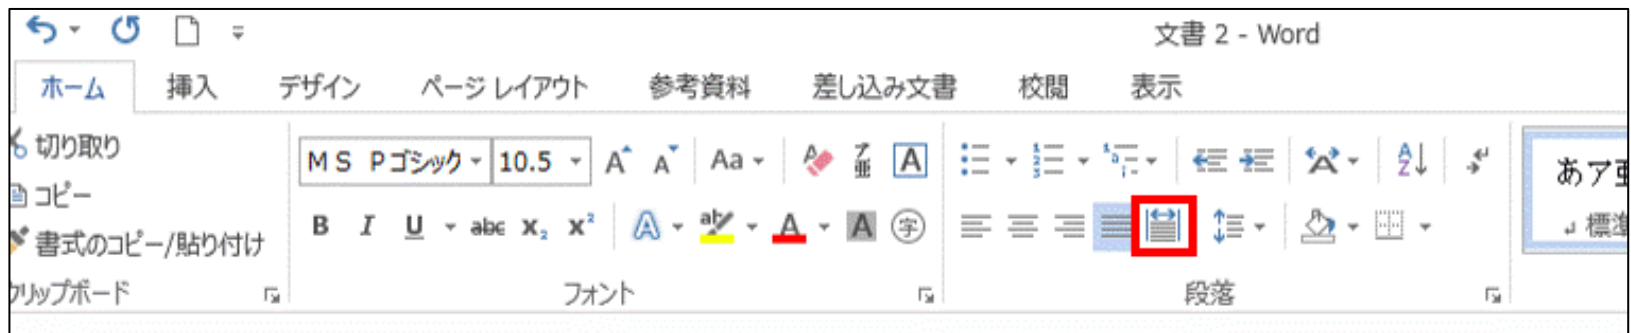 文書 2 - Word
ホーム 挿入 デザイン ページ レイアウト 参考資料 差し込み文書 校閲 表示
切り取り
コピー
書式のコピー/貼り付け
ＭＳ Ｐゴシック 10.5 A A Aa ア亜 A
B I U abc x₂ x² A ab A A 字
A Z
あア亜
クリップボード フォント 段落